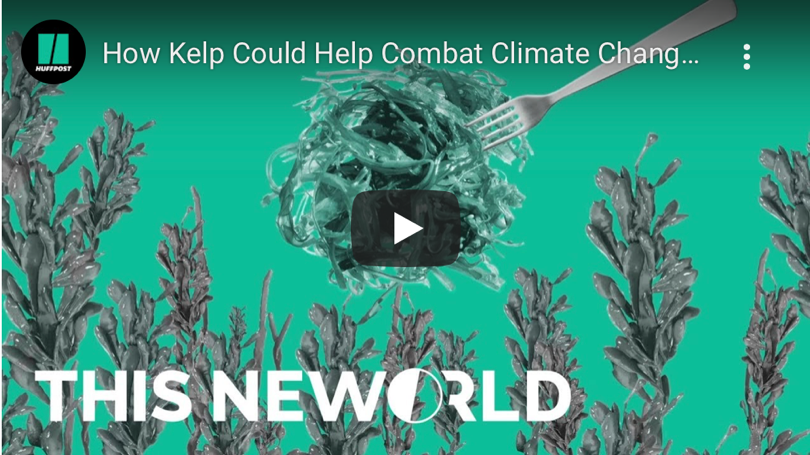 How Kelp Could Help Combat Climate Chang...
HUFFPOST
THIS NEWORLD